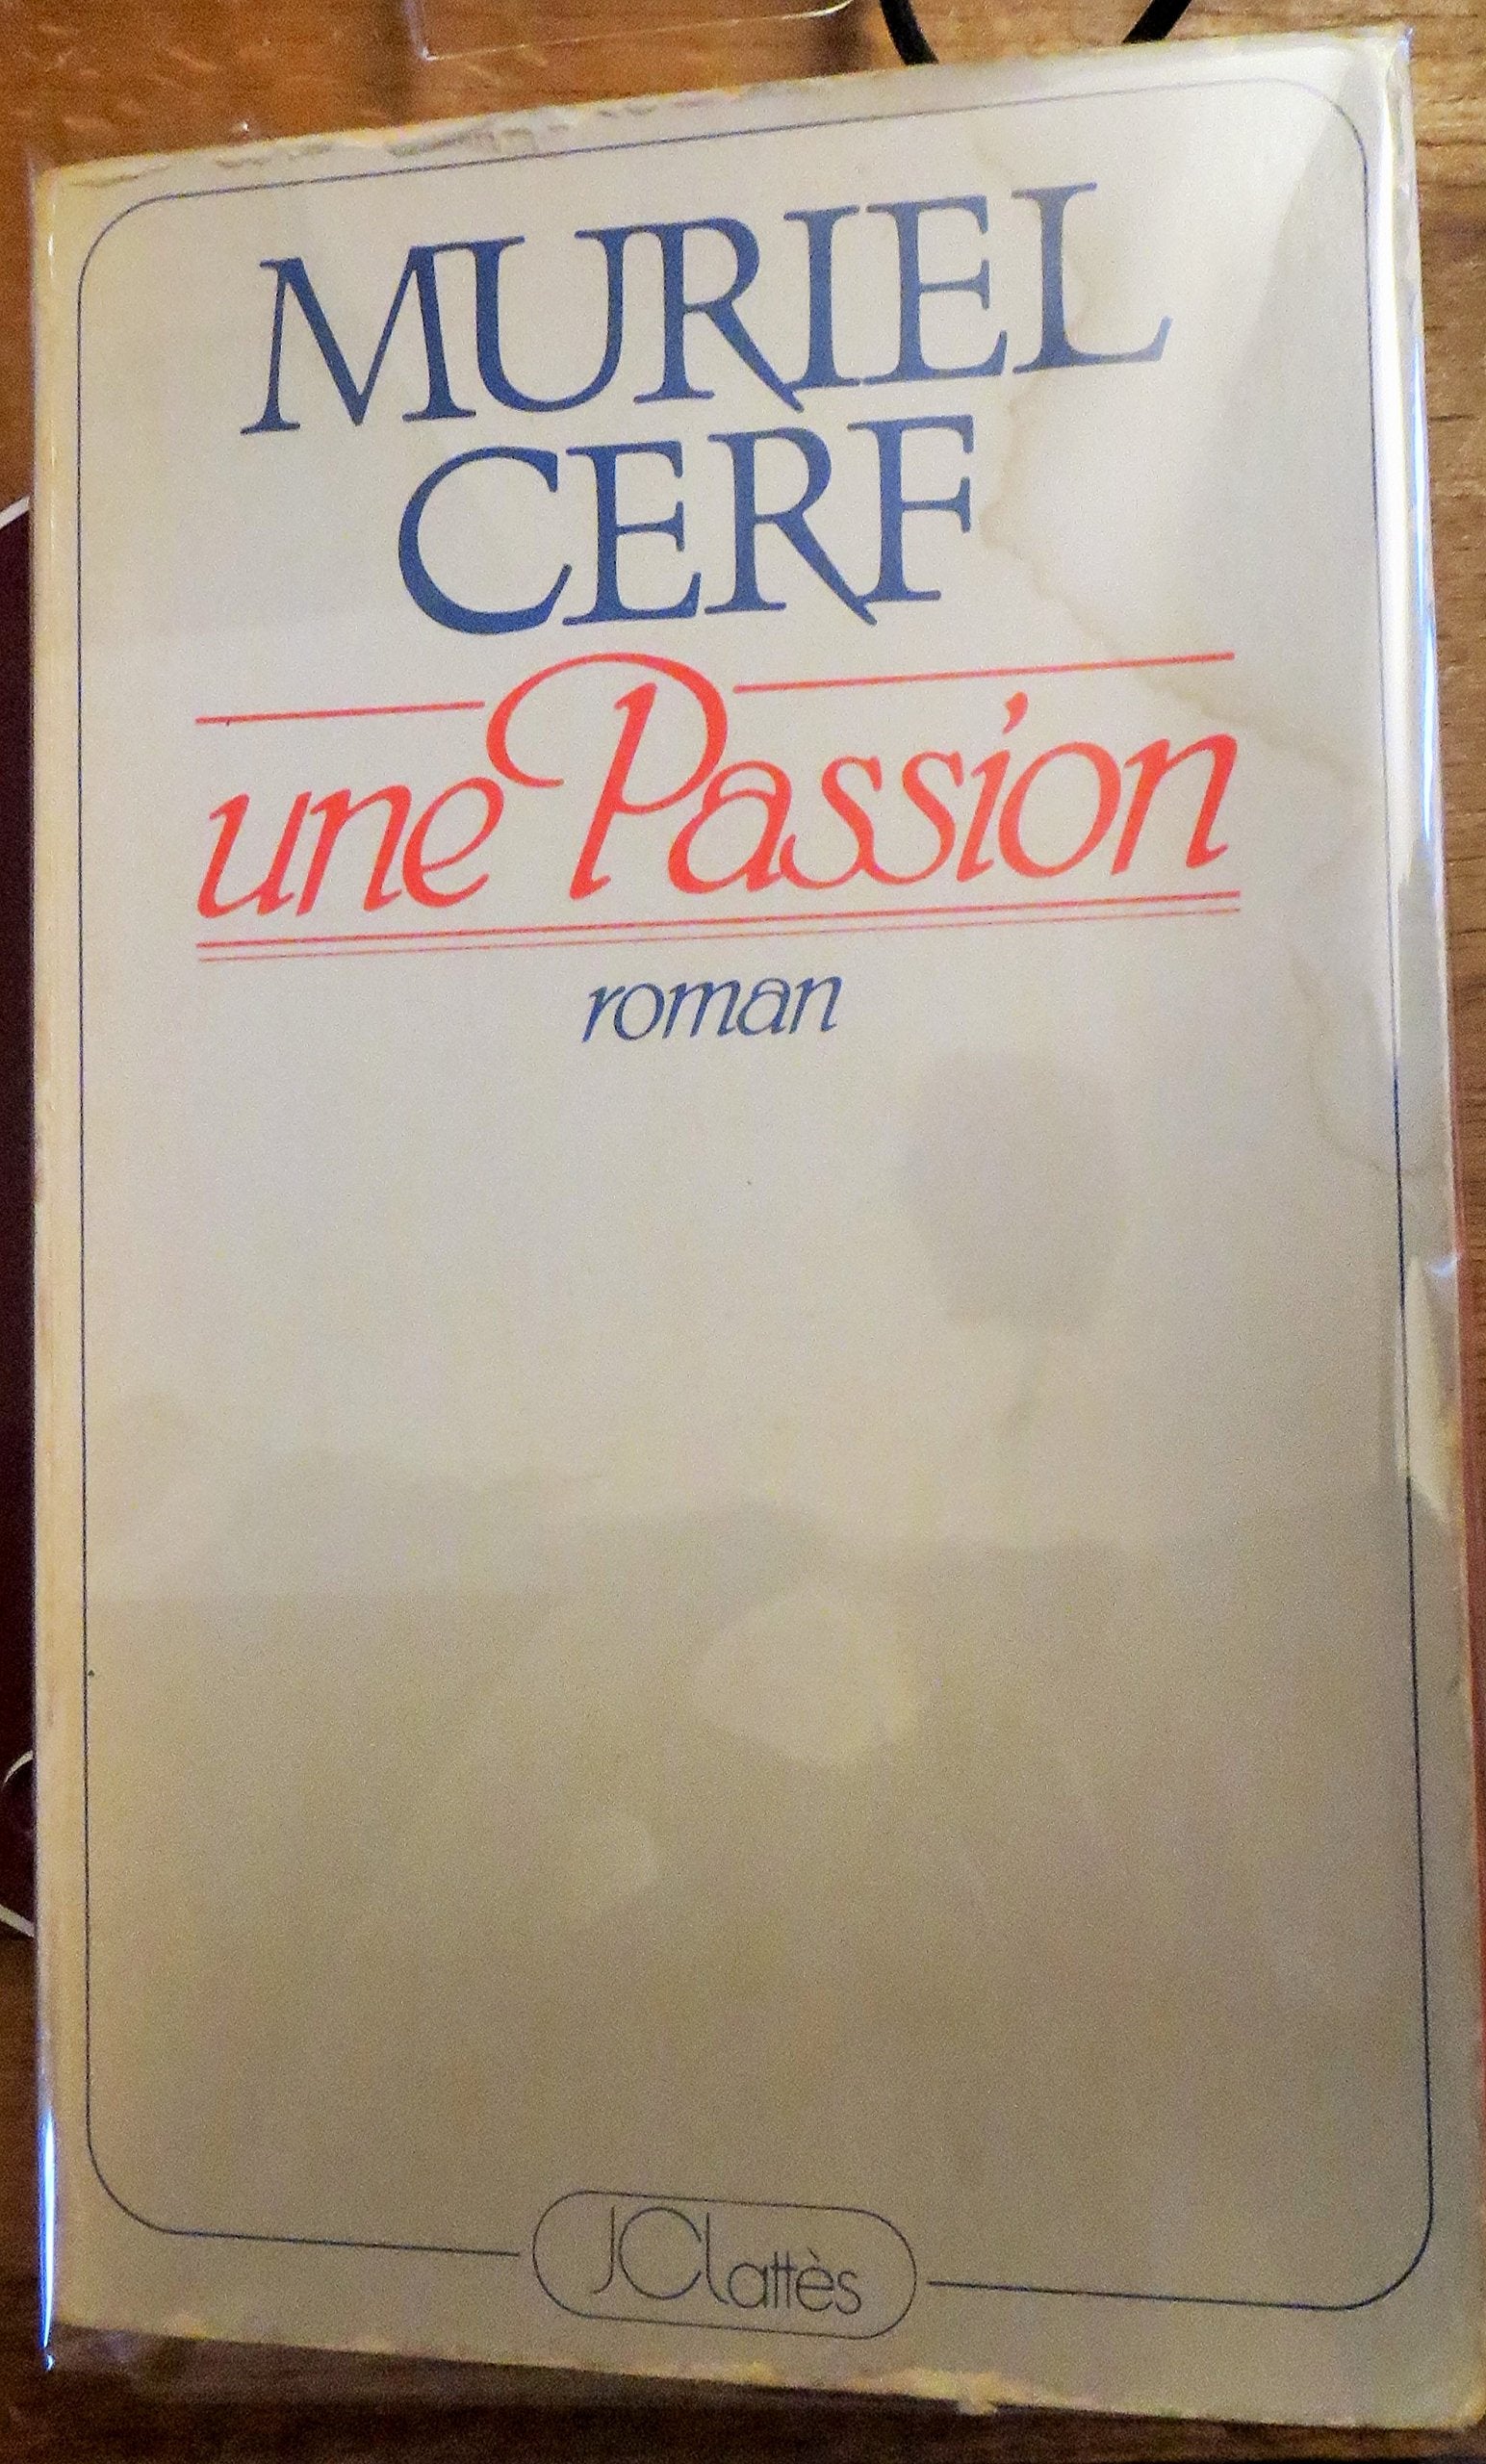 MURIEL
CERF
une Passion
roman
JClattès